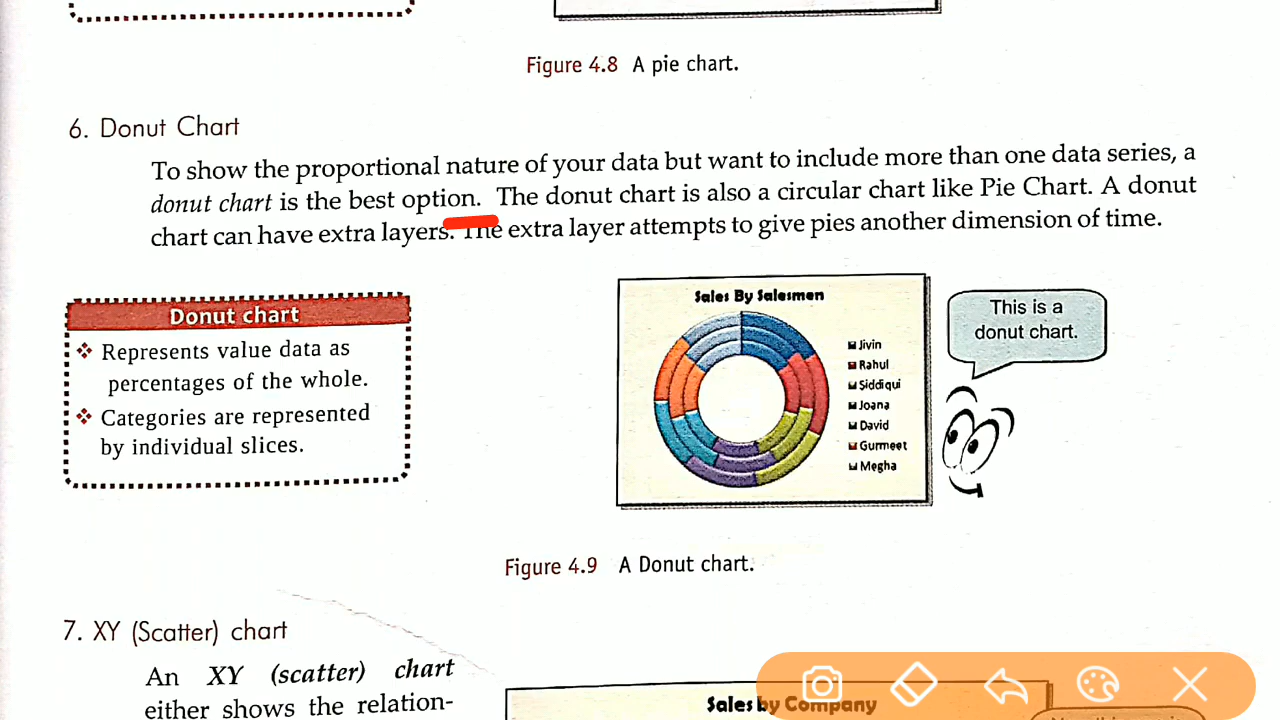 Figure 4.8 A pie chart.
6. Donut Chart
To show the proportional nature of your data but want to include more than one data series, a
donut chart is the best option. The donut chart is also a circular chart like Pie Chart. A donut
chart can have extra layers. The extra layer attempts to give pies another dimension of time.
Donut chart
❖ Represents value data as
percentages of the whole.
❖ Categories are represented
by individual slices.
Sales By Salesmen
Jivin
Rahul
Siddiqui
Joana
David
Gurmeet
Megha
This is a
donut chart.
Figure 4.9 A Donut chart.
7. XY (Scatter) chart
An XY (scatter) chart
either shows the relation-
Sales by Company